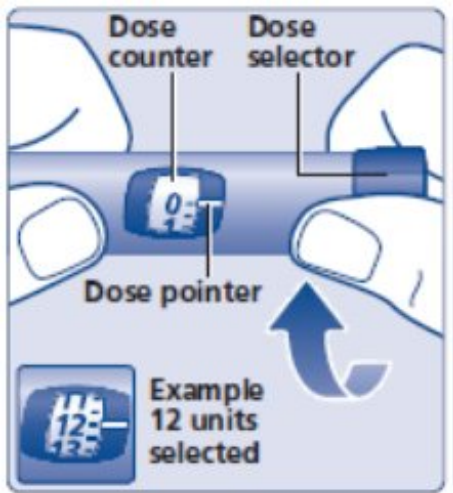 Dose
counter
Dose
selector
0
Dose pointer
12
Example
12 units
selected